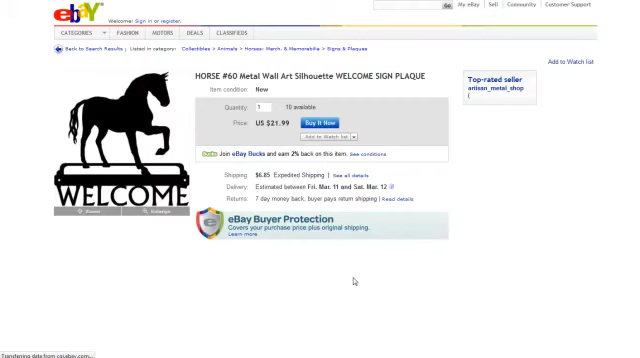 ebay
Welcome! Sign in or register.
Go
My eBay
Sell
Community
Customer Support
CATEGORIES
FASHION
MOTORS
DEALS
CLASSIFIEDS
Back to Search Results
Listed in category:
Collectibles > Animals > Horses: Merch. & Memorabilia > Signs & Plaques
Add to Watch list
HORSE #60 Metal Wall Art Silhouette WELCOME SIGN PLAQUE
Item condition: New
Quantity: 1 10 available
Price: US $21.99 Buy It Now
Add to Watch list
Join eBay Bucks and earn 2% back on this item. See conditions
Shipping: $6.85 Expedited Shipping | See all details
Delivery: Estimated between Fri. Mar. 11 and Sat. Mar. 12
Returns: 7 day money back, buyer pays return shipping | Read details
eBay Buyer Protection
Covers your purchase price plus original shipping.
Learn more
WELCOME
Enlarge
Top-rated seller
artisan_metal_shop
(
Transferring data from cgi.ebay.com...